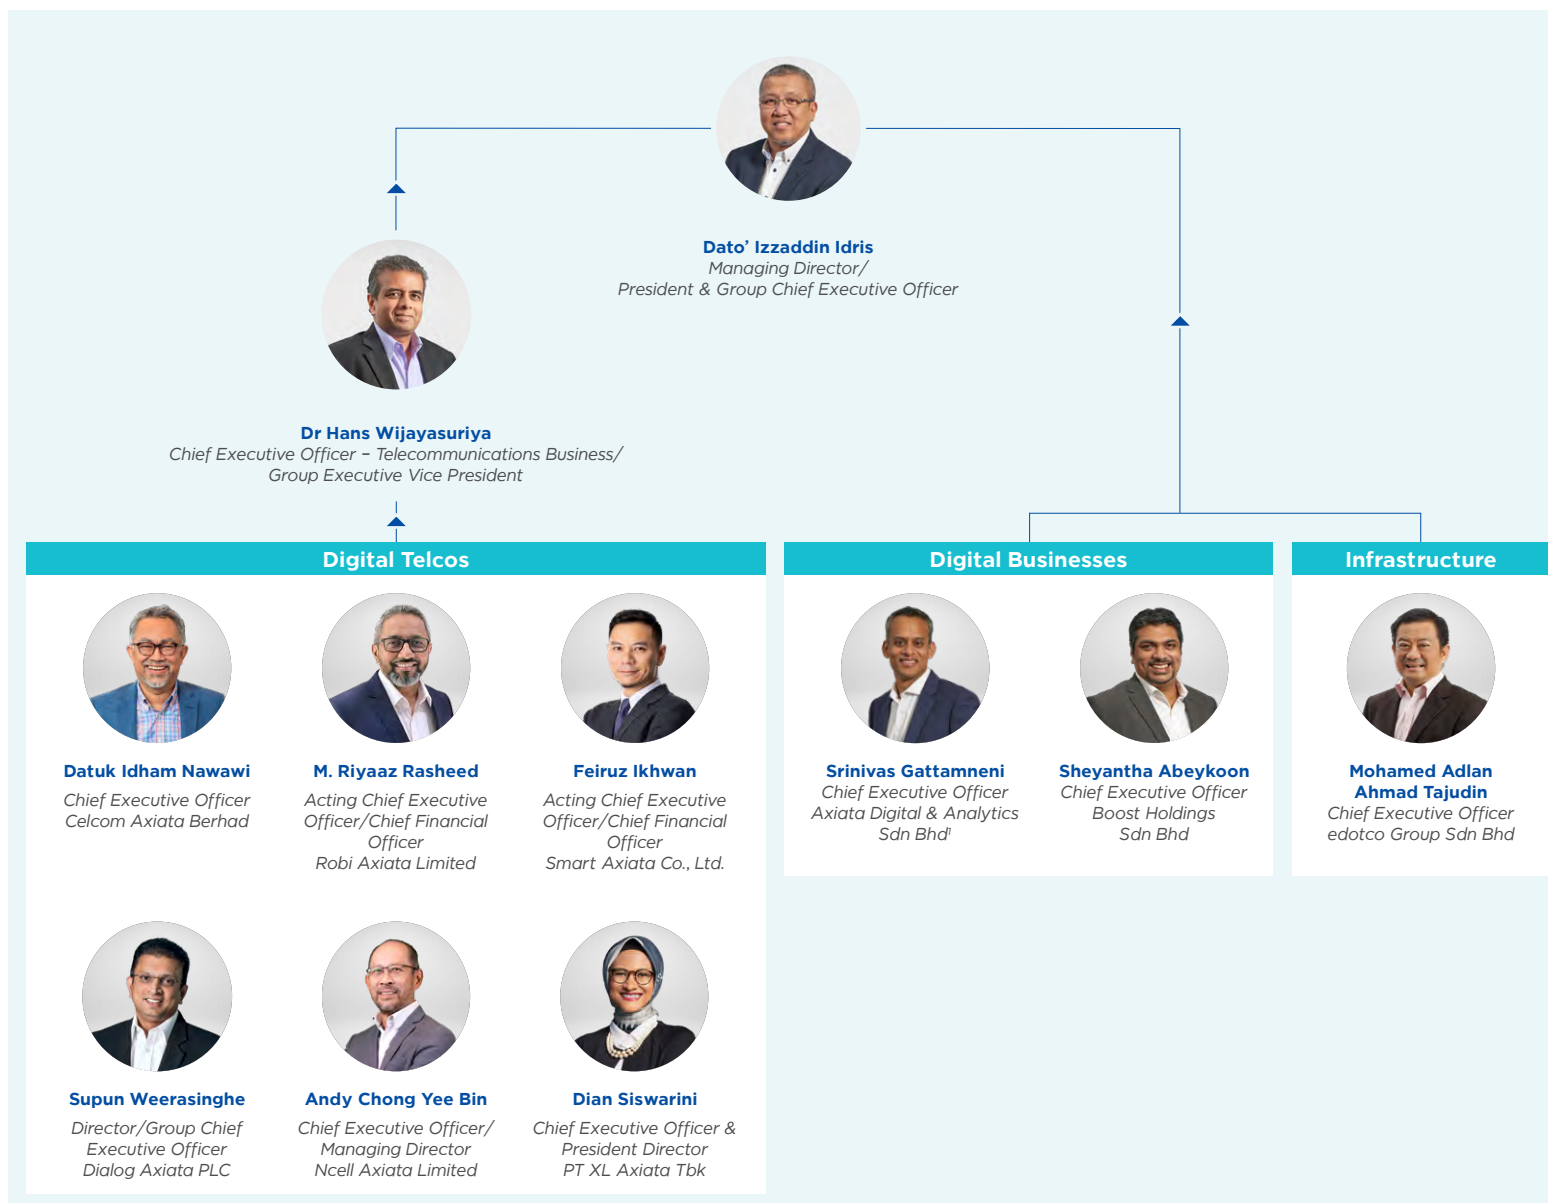 Dato’ Izzaddin Idris
Managing Director/
President & Group Chief Executive Officer
Dr Hans Wijayasuriya
Chief Executive Officer – Telecommunications Business/
Group Executive Vice President
Digital Telcos
Datuk Idham Nawawi
Chief Executive Officer
Celcom Axiata Berhad
M. Riyaaz Rasheed
Acting Chief Executive
Officer/Chief Financial
Officer
Robi Axiata Limited
Feiruz Ikhwan
Acting Chief Executive
Officer/Chief Financial
Officer
Smart Axiata Co., Ltd.
Supun Weerasinghe
Director/Group Chief
Executive Officer
Dialog Axiata PLC
Andy Chong Yee Bin
Chief Executive Officer/
Managing Director
Ncell Axiata Limited
Dian Siswarini
Chief Executive Officer &
President Director
PT XL Axiata Tbk
Digital Businesses
Srinivas Gattamneni
Chief Executive Officer
Axiata Digital & Analytics
Sdn Bhd¹
Sheyantha Abeykoon
Chief Executive Officer
Boost Holdings
Sdn Bhd
Infrastructure
Mohamed Adlan
Ahmad Tajudin
Chief Executive Officer
edotco Group Sdn Bhd